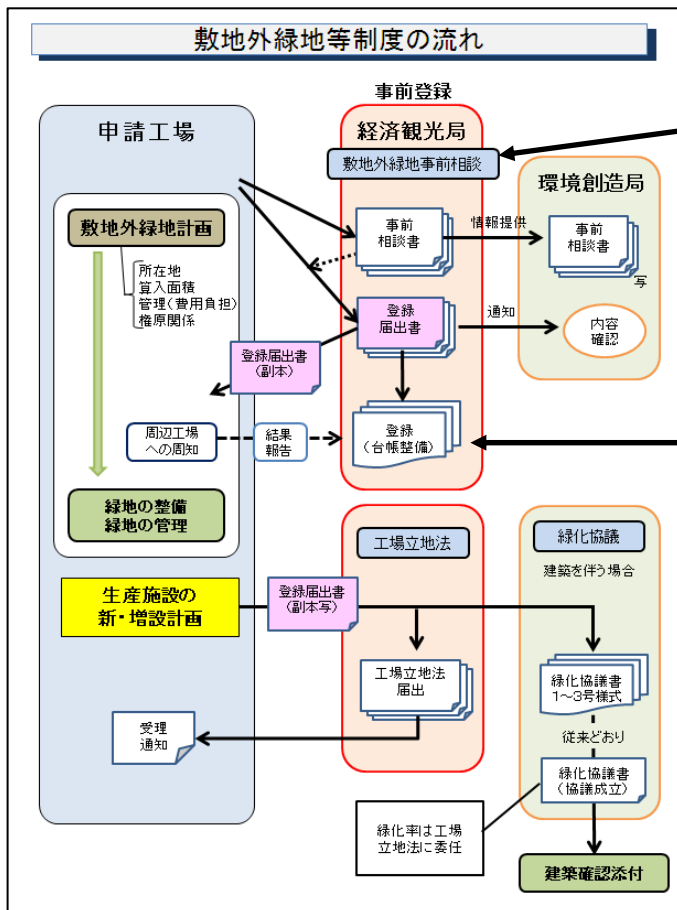 敷地外緑地等制度の流れ
事前登録
申請工場
経済観光局
敷地外緑地事前相談
環境創造局
敷地外緑地計画
所在地
算入面積
管理(費用負担)
権原関係
事前
相談書
情報提供
事前
相談書
写
登録
届出書
通知
内容
確認
登録届出書
(副本)
周辺工場
への周知
結果
報告
登録
(台帳整備)
緑地の整備
緑地の管理
工場立地法
緑化協議
建築を伴う場合
生産施設の
新・増設計画
登録届出書
(副本写)
工場立地法
届出
緑化協議書
1~3号様式
受理
通知
従来どおり
緑化協議書
(協議成立)
緑化率は工場
立地法に委任
建築確認添付